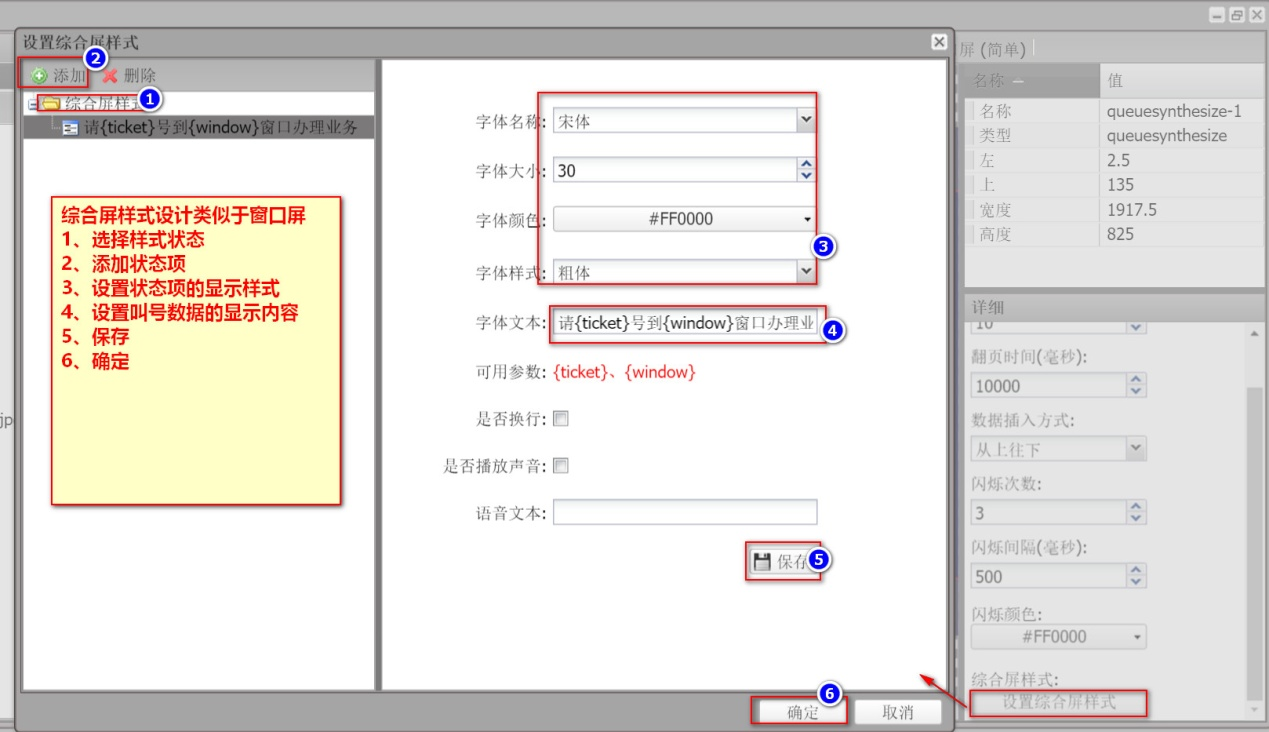 设置综合屏样式
2
添加
删除
综合屏样式
1
请{ticket}号到{window}窗口办理业务
综合屏样式设计类似于窗口屏
1、选择样式状态
2、添加状态项
3、设置状态项的显示样式
4、设置叫号数据的显示内容
5、保存
6、确定
字体名称:
宋体
字体大小:
30
字体颜色:
#FF0000
3
字体样式:
粗体
字体文本:
请{ticket}号到{window}窗口办理业
4
可用参数:
{ticket}、{window}
是否换行:
是否播放声音:
语音文本:
保存
5
6
确定
取消
屏 (简单)
名称
值
名称
queuesynthesize-1
类型
queuesynthesize
左
2.5
上
135
宽度
1917.5
高度
825
详细
10
翻页时间(毫秒):
10000
数据插入方式:
从上往下
闪烁次数:
3
闪烁间隔(毫秒):
500
闪烁颜色:
#FF0000
综合屏样式:
设置综合屏样式
jp